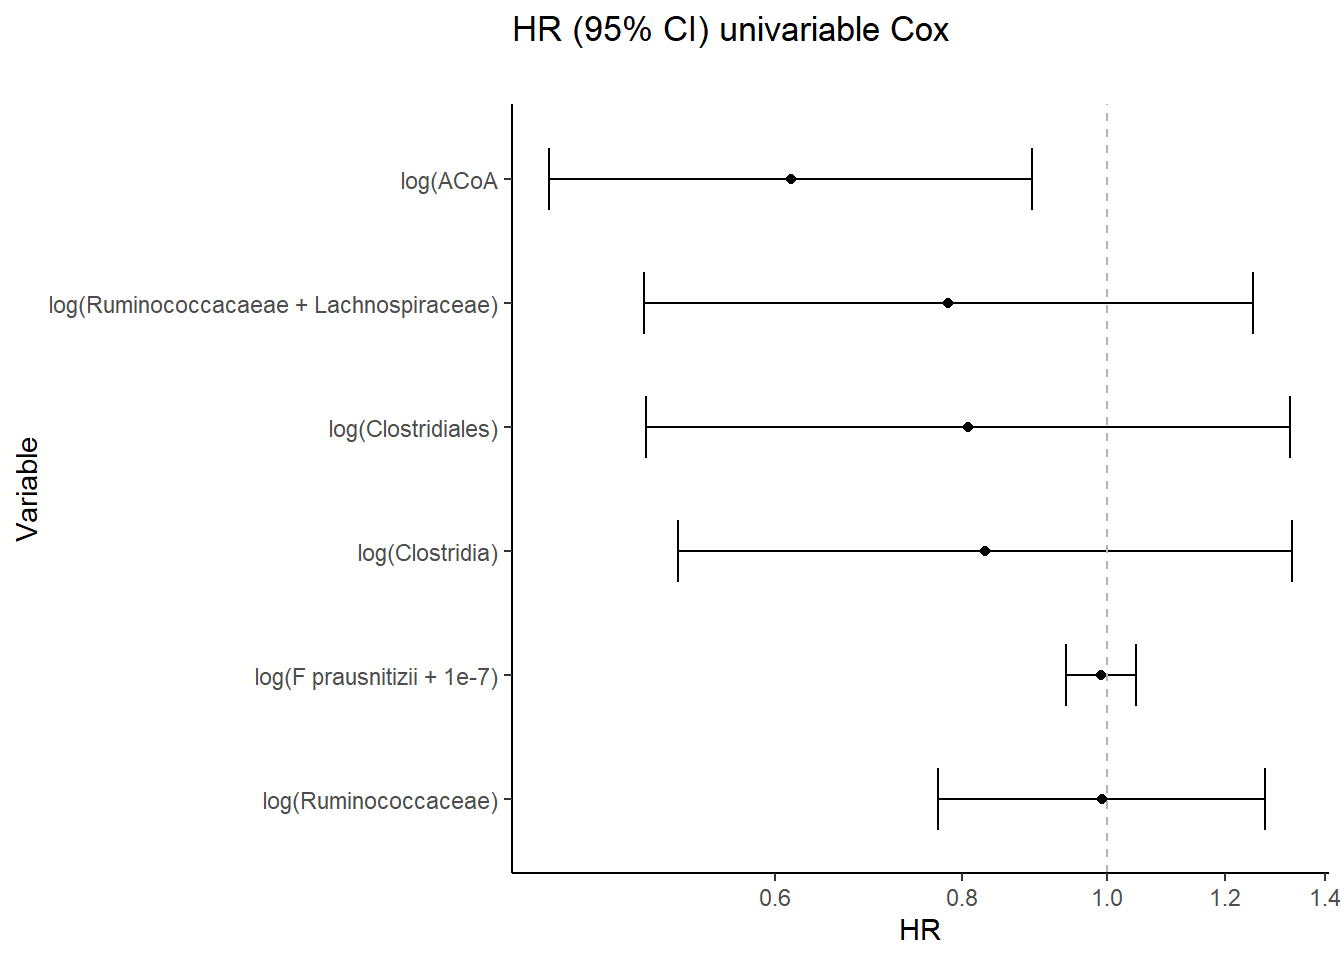 HR (95% CI) univariable Cox
Variable
log(ACoA
log(Ruminococcacaeae + Lachnospiraceae)
log(Clostridiales)
log(Clostridia)
log(F prausnitizii + 1e-7)
log(Ruminococcaceae)
0.6 0.8 1.0 1.2 1.4
HR